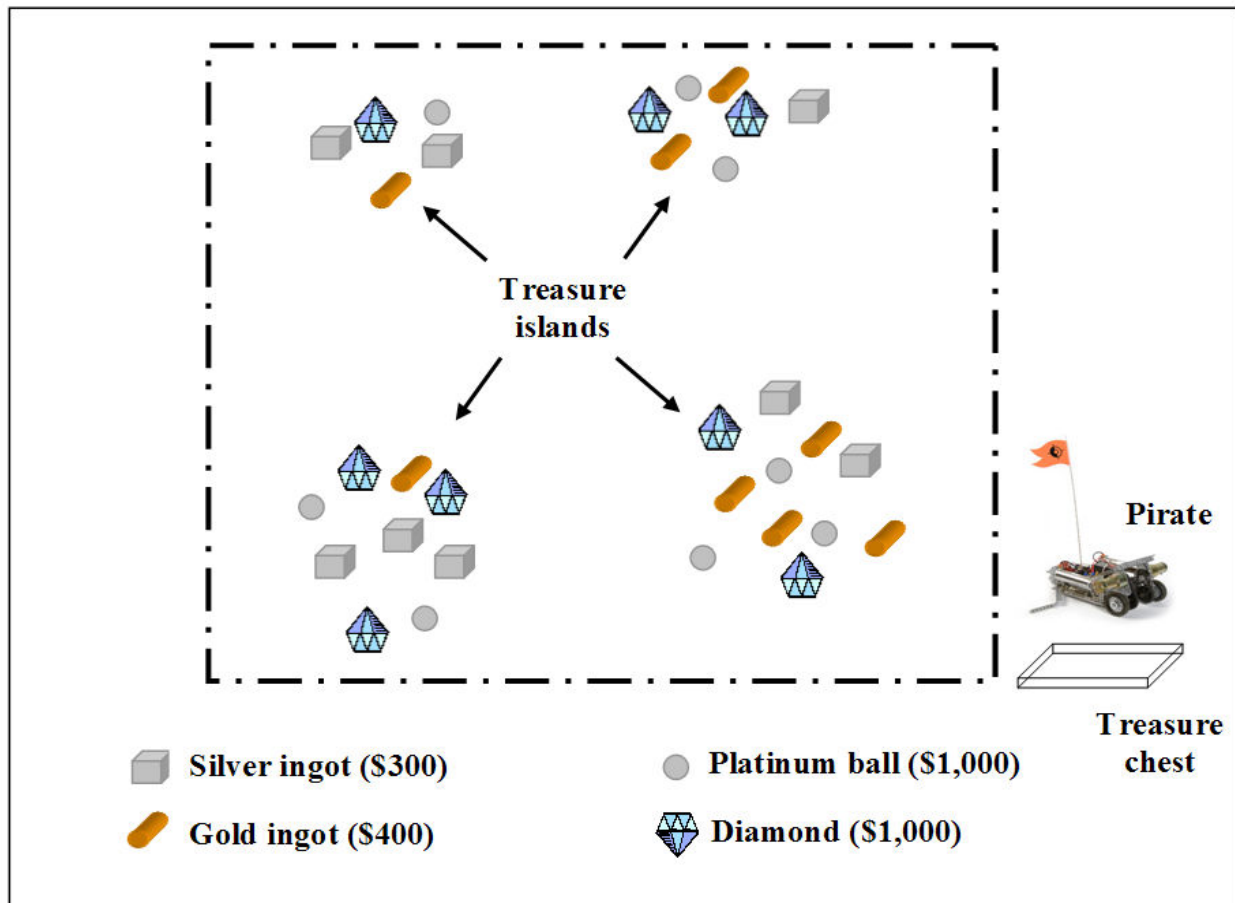 Treasure
islands
Pirate
Treasure
chest
Silver ingot ($300)
Platinum ball ($1,000)
Gold ingot ($400)
Diamond ($1,000)